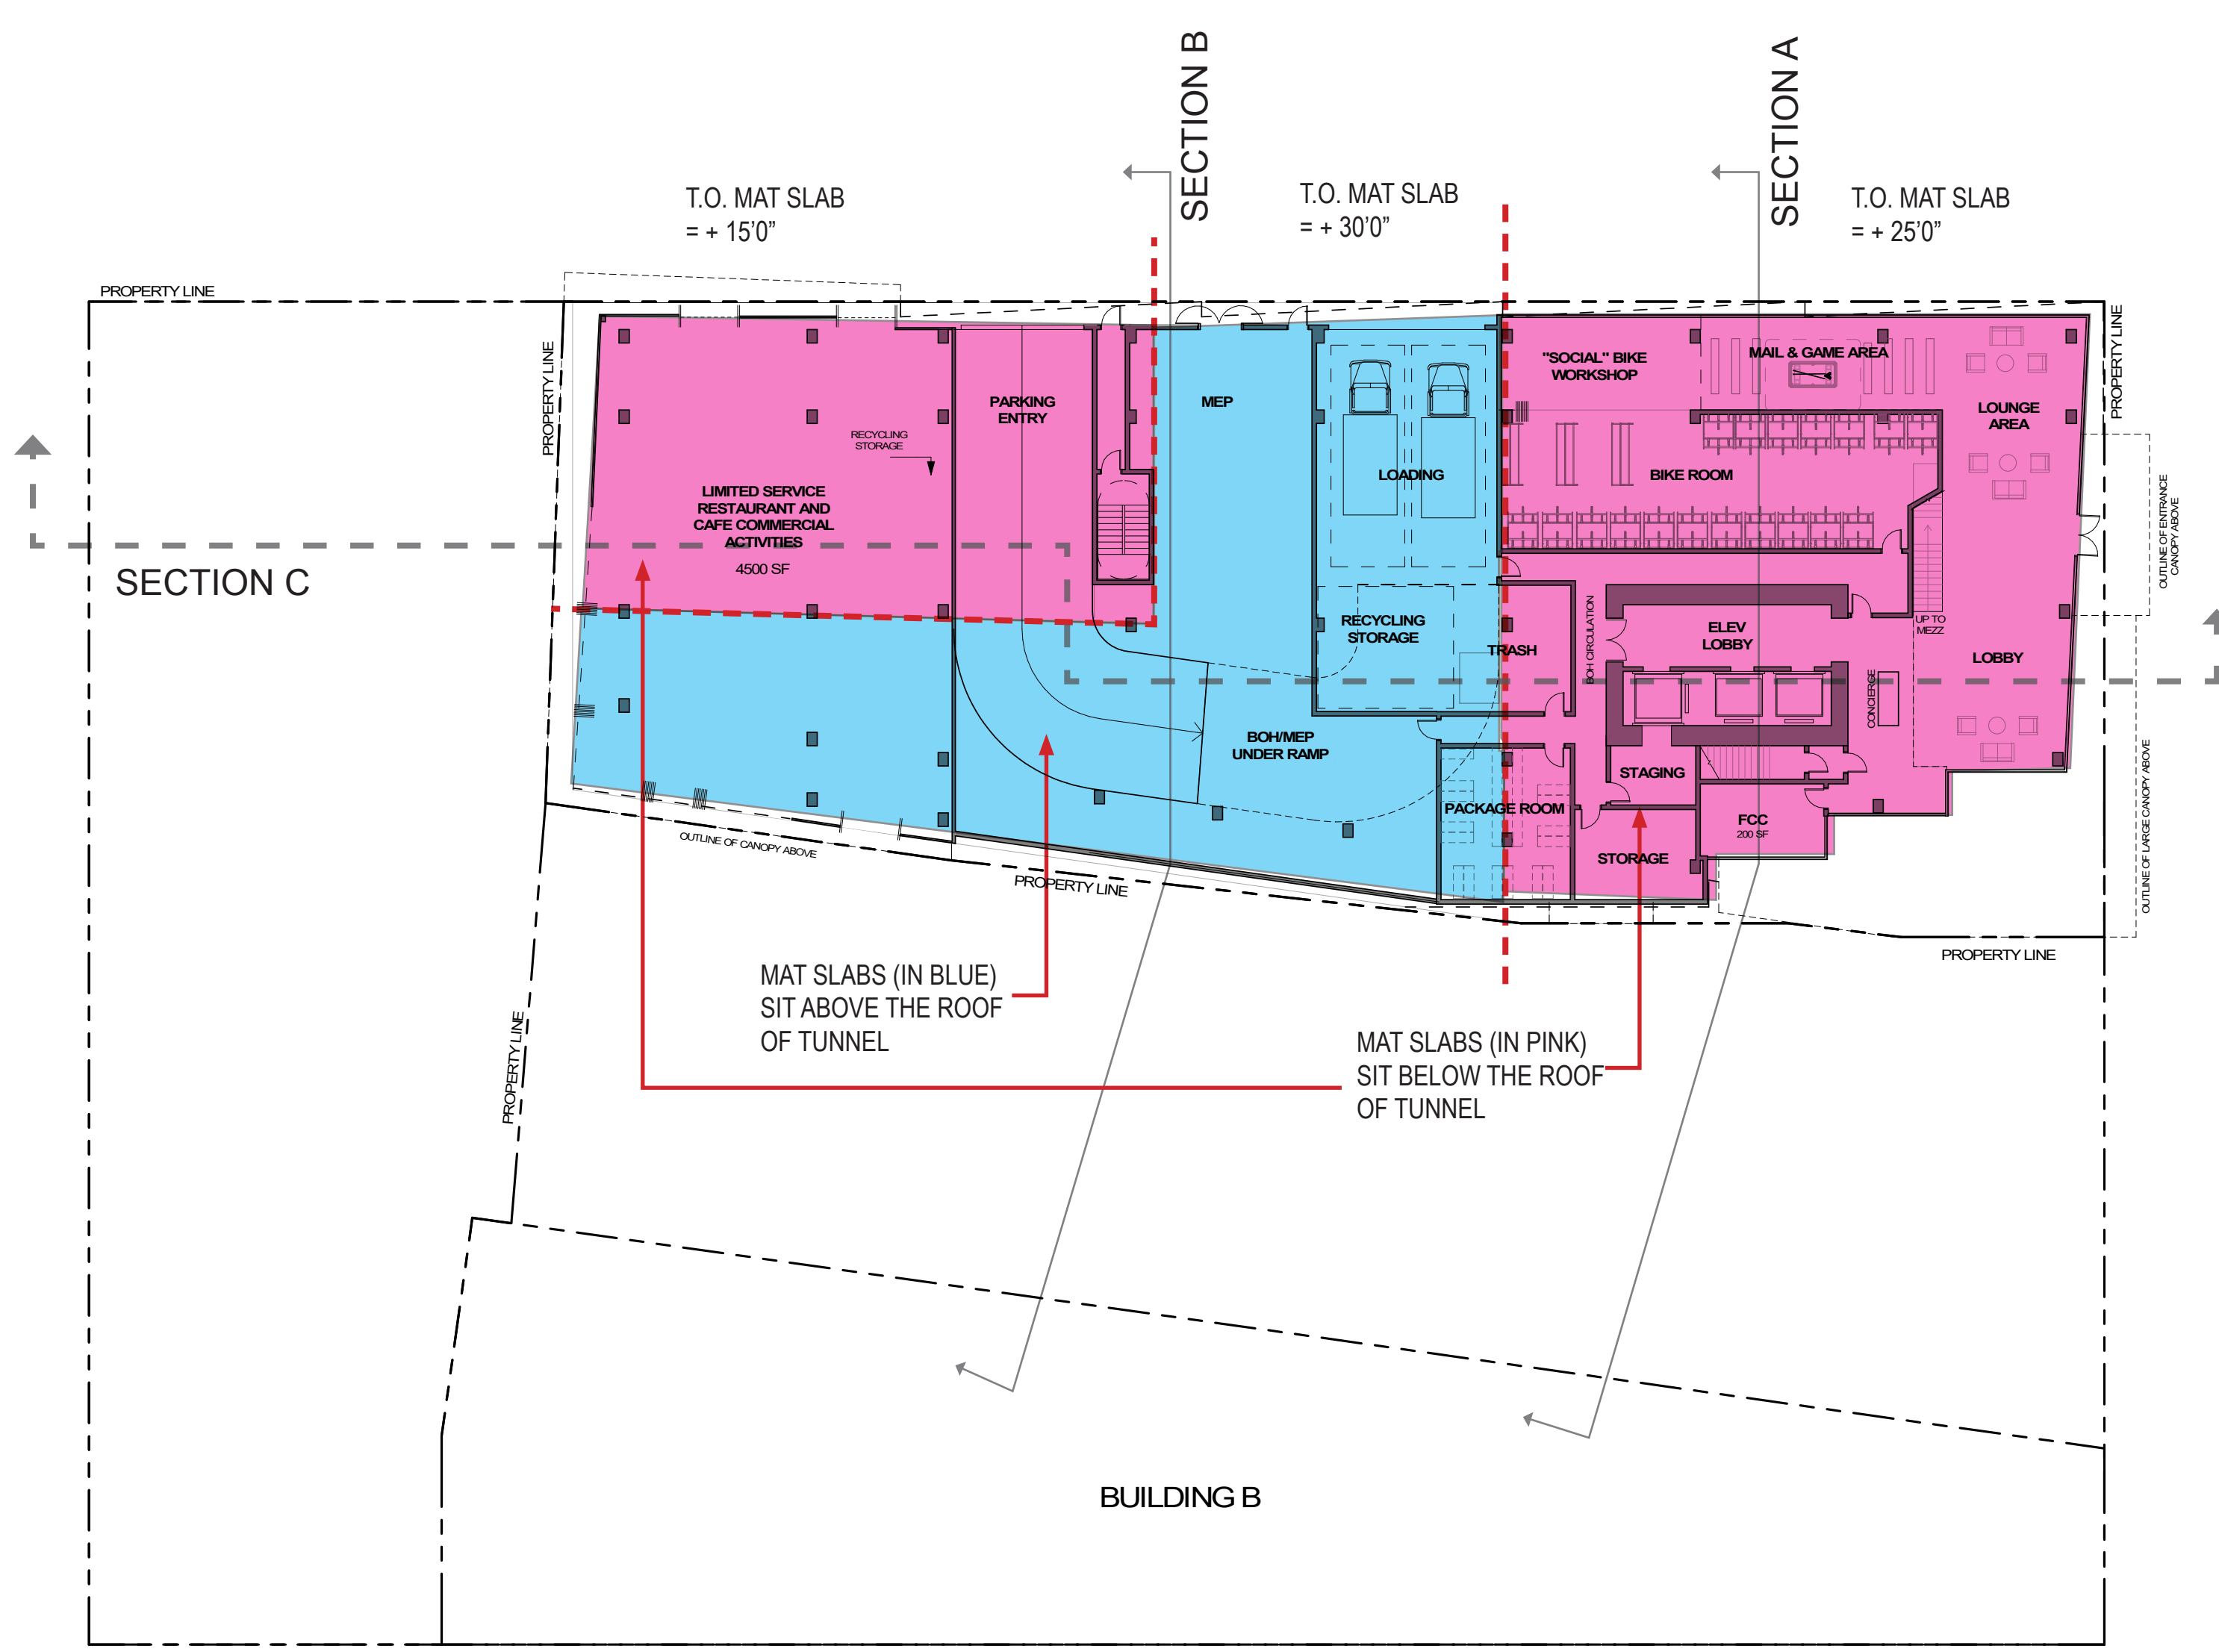 SECTION B
SECTION A
T.O. MAT SLAB
= + 15’0”
T.O. MAT SLAB
= + 30’0”
T.O. MAT SLAB
= + 25’0”
PROPERTY LINE
PROPERTY LINE
PROPERTY LINE
SECTION C
LIMITED SERVICE
RESTAURANT AND
CAFE COMMERCIAL
ACTIVITIES
4500 SF
RECYCLING
STORAGE
PARKING
ENTRY
MEP
LOADING
RECYCLING
STORAGE
"SOCIAL" BIKE
WORKSHOP
MAIL & GAME AREA
LOUNGE
AREA
BIKE ROOM
OUTLINE OF ENTRANCE
CANOPY ABOVE
TRASH
BOH CIRCULATION
ELEV
LOBBY
UP TO
MEZZ
LOBBY
CONCIERGE
BOH/MEP
UNDER RAMP
STAGING
PACKAGE ROOM
FCC
200 SF
STORAGE
OUTLINE OF LARGE CANOPY ABOVE
OUTLINE OF CANOPY ABOVE
PROPERTY LINE
PROPERTY LINE
PROPERTY LINE
MAT SLABS (IN BLUE)
SIT ABOVE THE ROOF
OF TUNNEL
MAT SLABS (IN PINK)
SIT BELOW THE ROOF
OF TUNNEL
BUILDING B